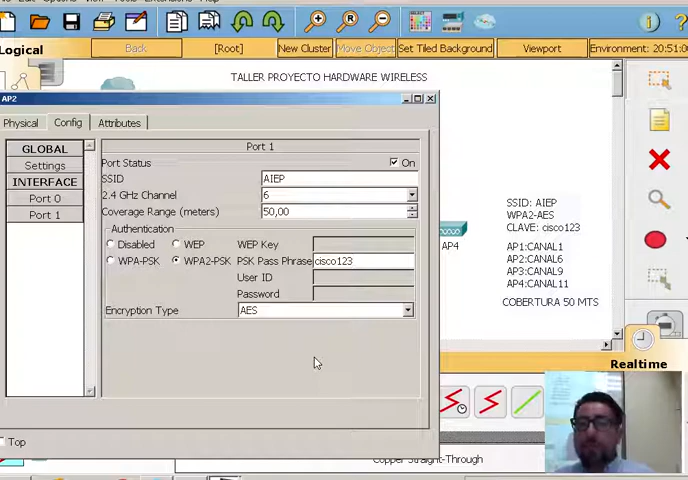 Logical
Back
[Root]
New Cluster
Move Object
Set Tiled Background
Viewport
Environment: 20:51:0
TALLER PROYECTO HARDWARE WIRELESS
AP2
Physical
Config
Attributes
GLOBAL
Settings
INTERFACE
Port 0
Port 1
Port 1
Port Status
On
SSID
AIEP
2.4 GHz Channel
6
Coverage Range (meters)
50,00
Authentication
Disabled
WEP
WEP Key
WPA-PSK
WPA2-PSK
PSK Pass Phrase
cisco123
User ID
Password
Encryption Type
AES
Top
AP4
SSID: AIEP
WPA2-AES
CLAVE: cisco123
AP1:CANAL1
AP2:CANAL6
AP3:CANAL9
AP4:CANAL11
COBERTURA 50 MTS
Realtime
Copper Straight-Through